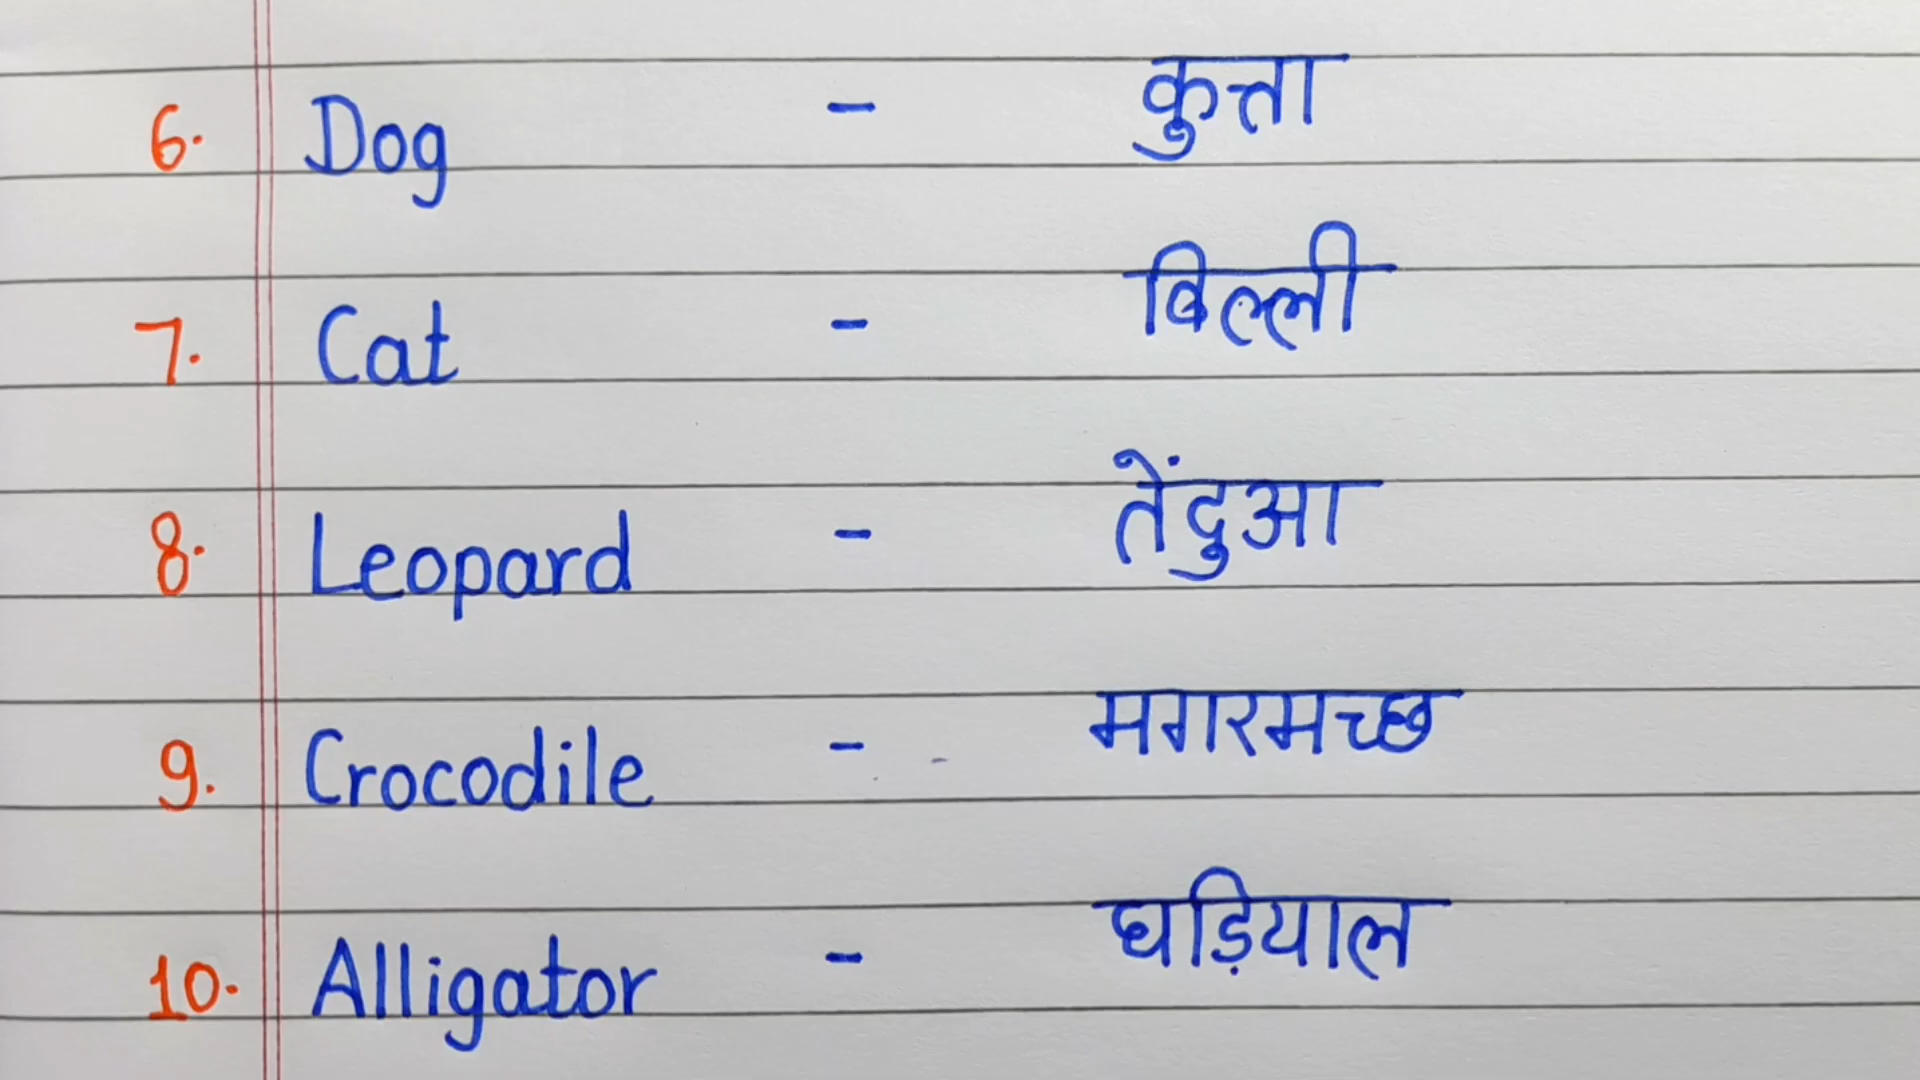 6. Dog - कुत्ता
7. Cat - बिल्ली
8. Leopard - तेंदुआ
9. Crocodile - मगरमच्छ
10. Alligator - घड़ियाल